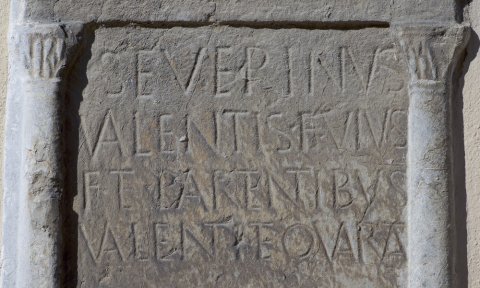 SEVERINVS
VALENTIS F VIVS
ET PARENTIBVS
VALENTI